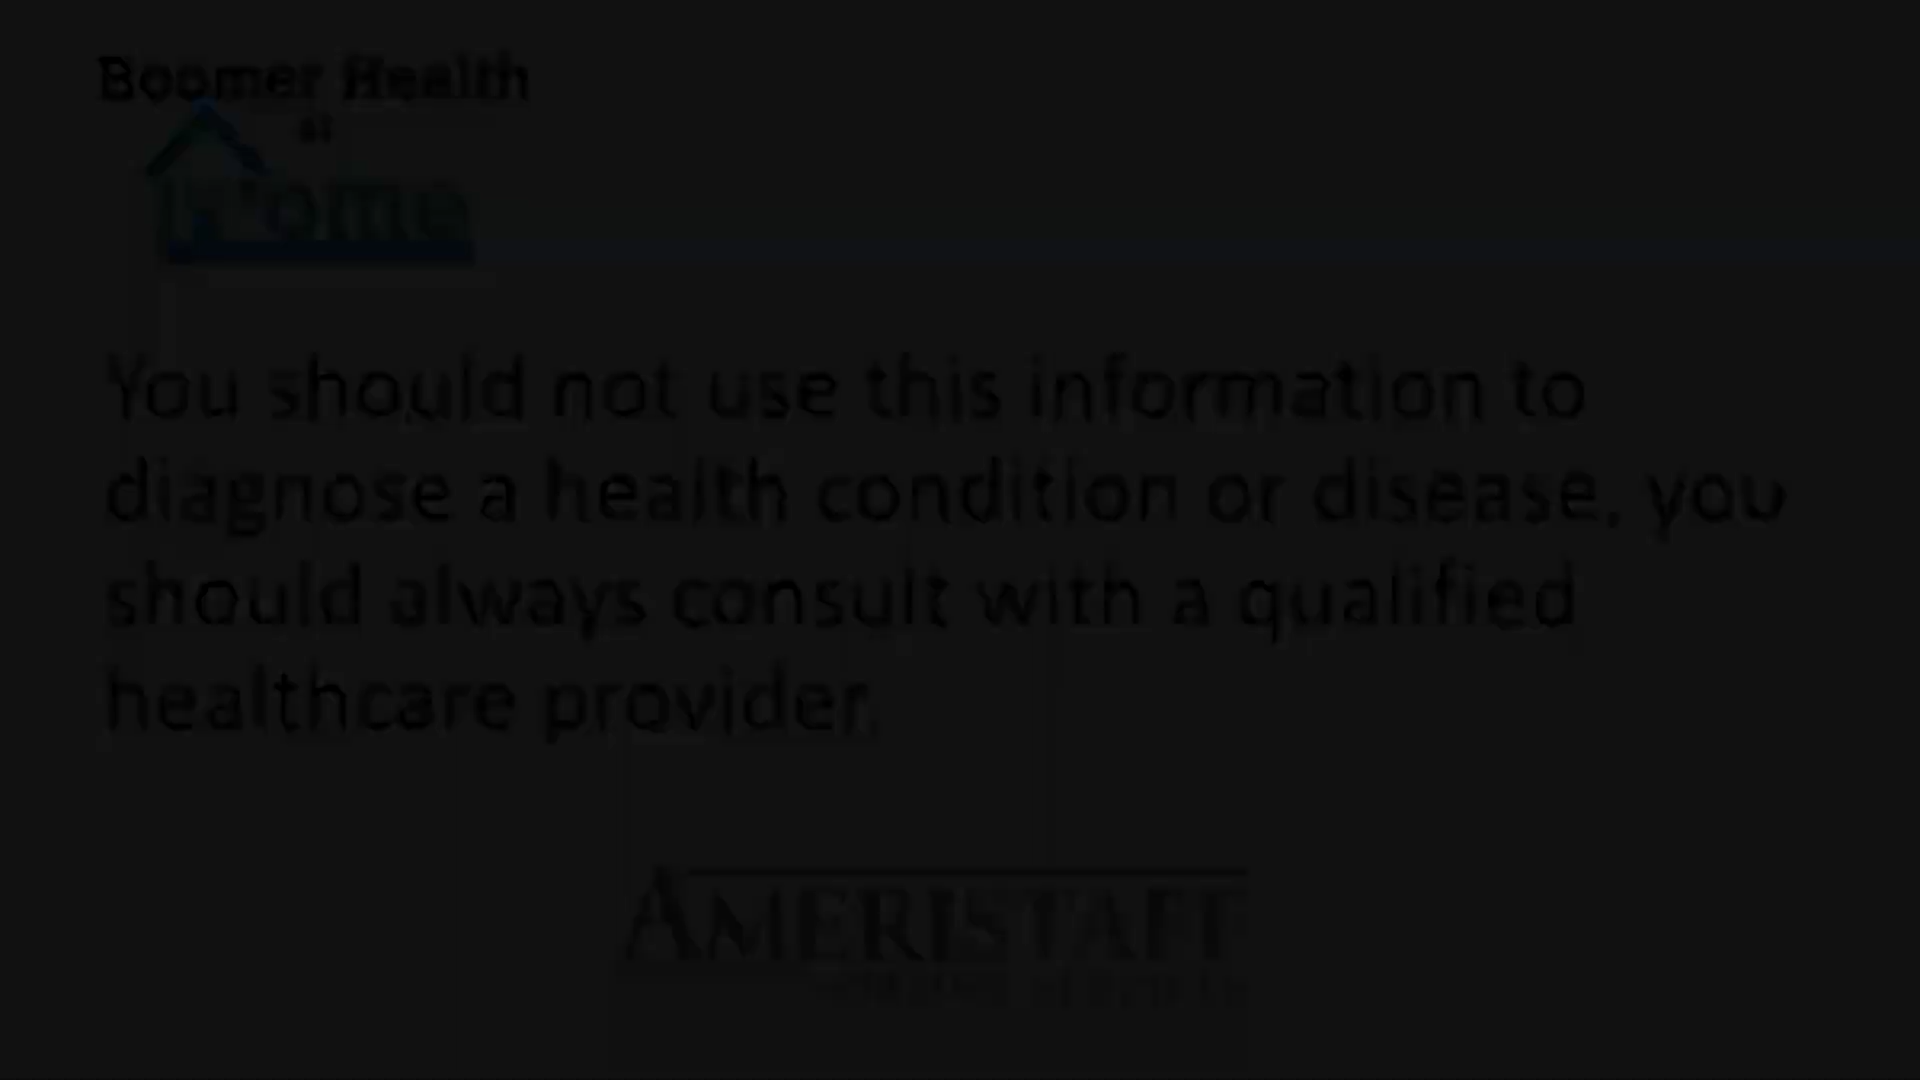 Boomer Health
at
Home
You should not use this information to
diagnose a health condition or disease, you
should always consult with a qualified
healthcare provider.
AMERISTAFF